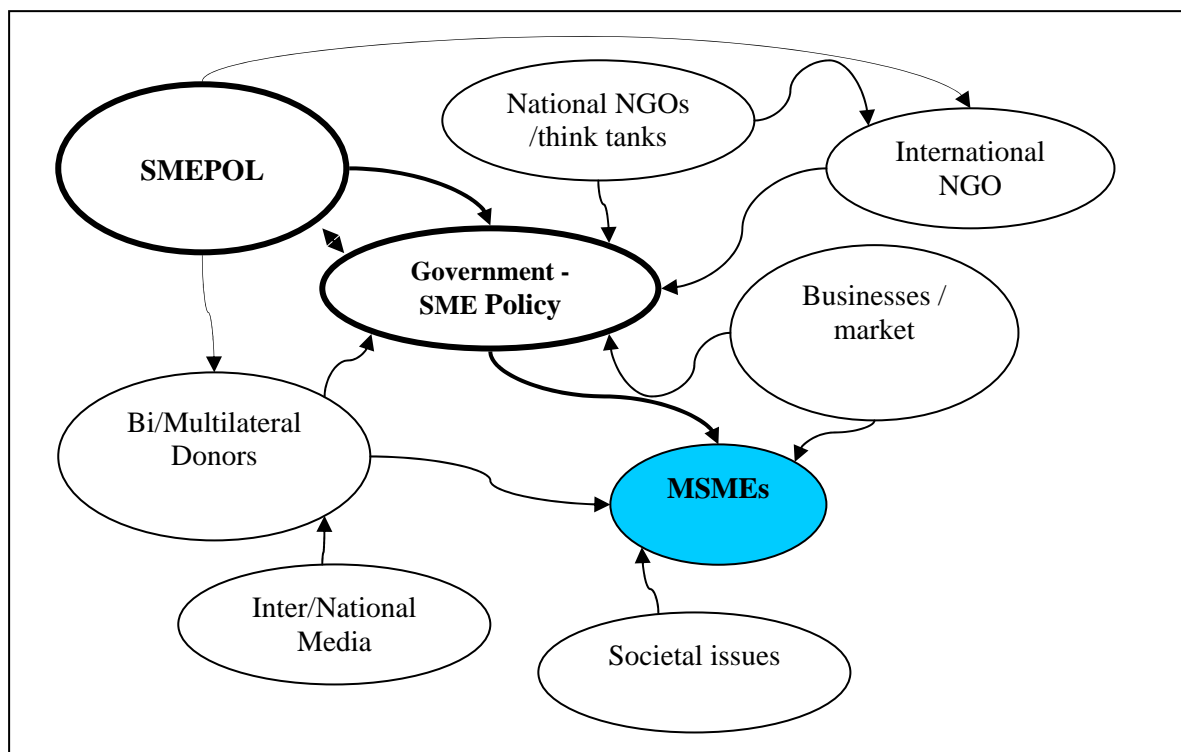 National NGOs
/think tanks
SMEPOL
International
NGO
Government -
SME Policy
Businesses /
market
Bi/Multilateral
Donors
MSMEs
Inter/National
Media
Societal issues